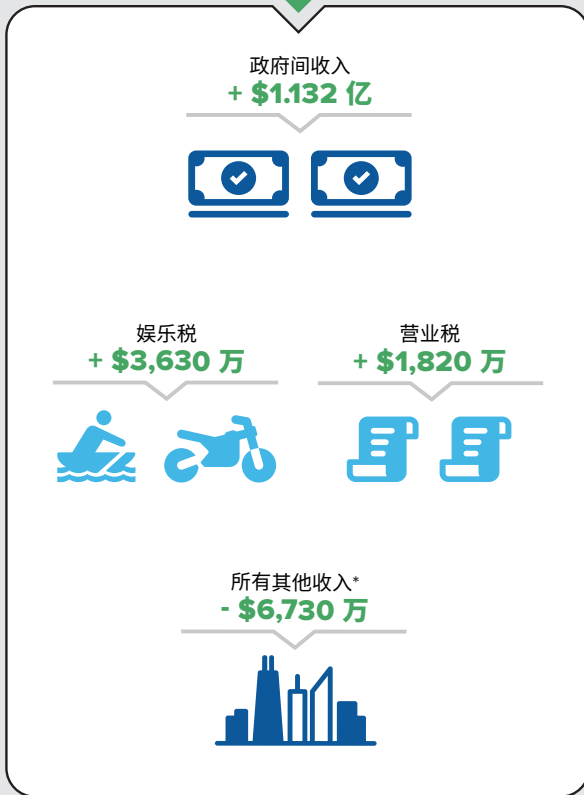 政府间收入
+ $1.132 亿
娱乐税
+ $3,630 万
营业税
+ $1,820 万
所有其他收入*
- $6,730 万